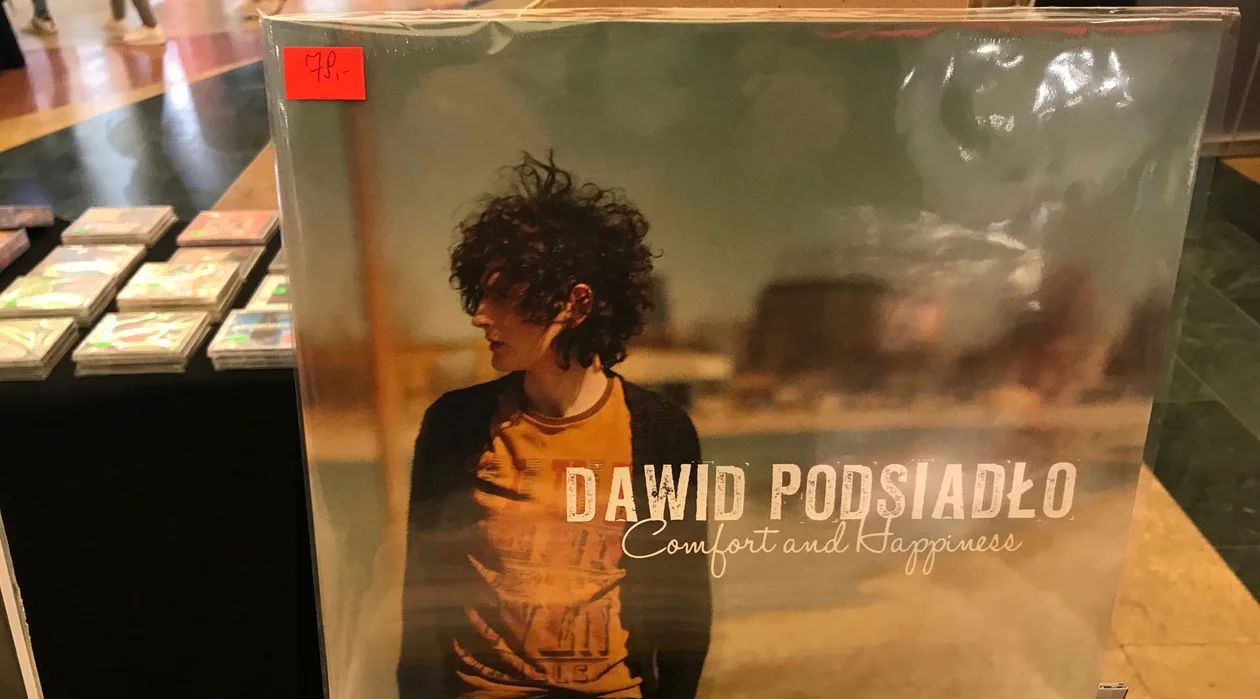 79,-
DAWID PODSIADŁO
Comfort and Happiness